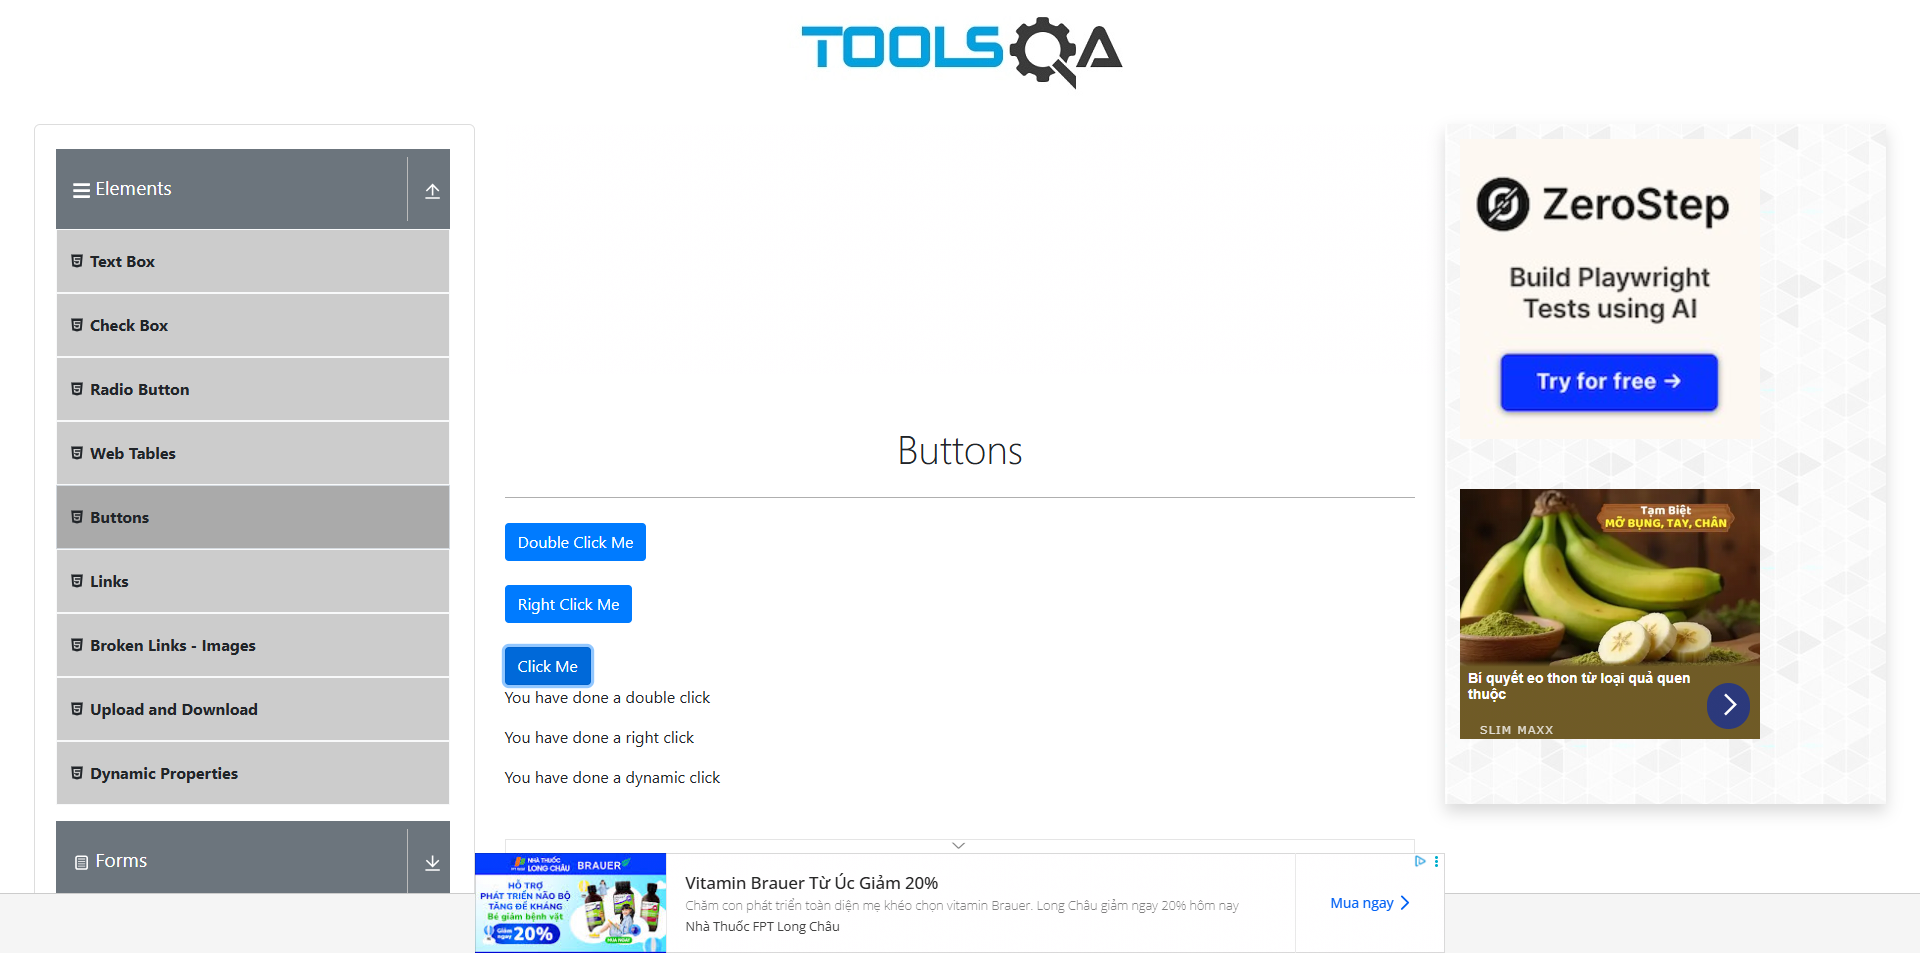 TOOLSQA
Elements
Text Box
Check Box
Radio Button
Web Tables
Buttons
Links
Broken Links - Images
Upload and Download
Dynamic Properties
Forms
Buttons
Double Click Me
Right Click Me
Click Me
You have done a double click
You have done a right click
You have done a dynamic click
ZeroStep
Build Playwright
Tests using AI
Try for free →
Tạm Biệt
MỠ BỤNG, TAY, CHÂN
Bí quyết eo thon từ loại quả quen
thuộc
SLIM MAXX
NHÀ THUỐC
LONG CHÂU
BRAUER
HỖ TRỢ
PHÁT TRIỂN NÃO BỘ
TĂNG ĐỀ KHÁNG
Bé giảm bệnh vặt
Giảm
ngay
20%
MUA NGAY
Vitamin Brauer Từ Úc Giảm 20%
Chăm con phát triển toàn diện mẹ khéo chọn vitamin Brauer. Long Châu giảm ngay 20% hôm nay
Nhà Thuốc FPT Long Châu
Mua ngay